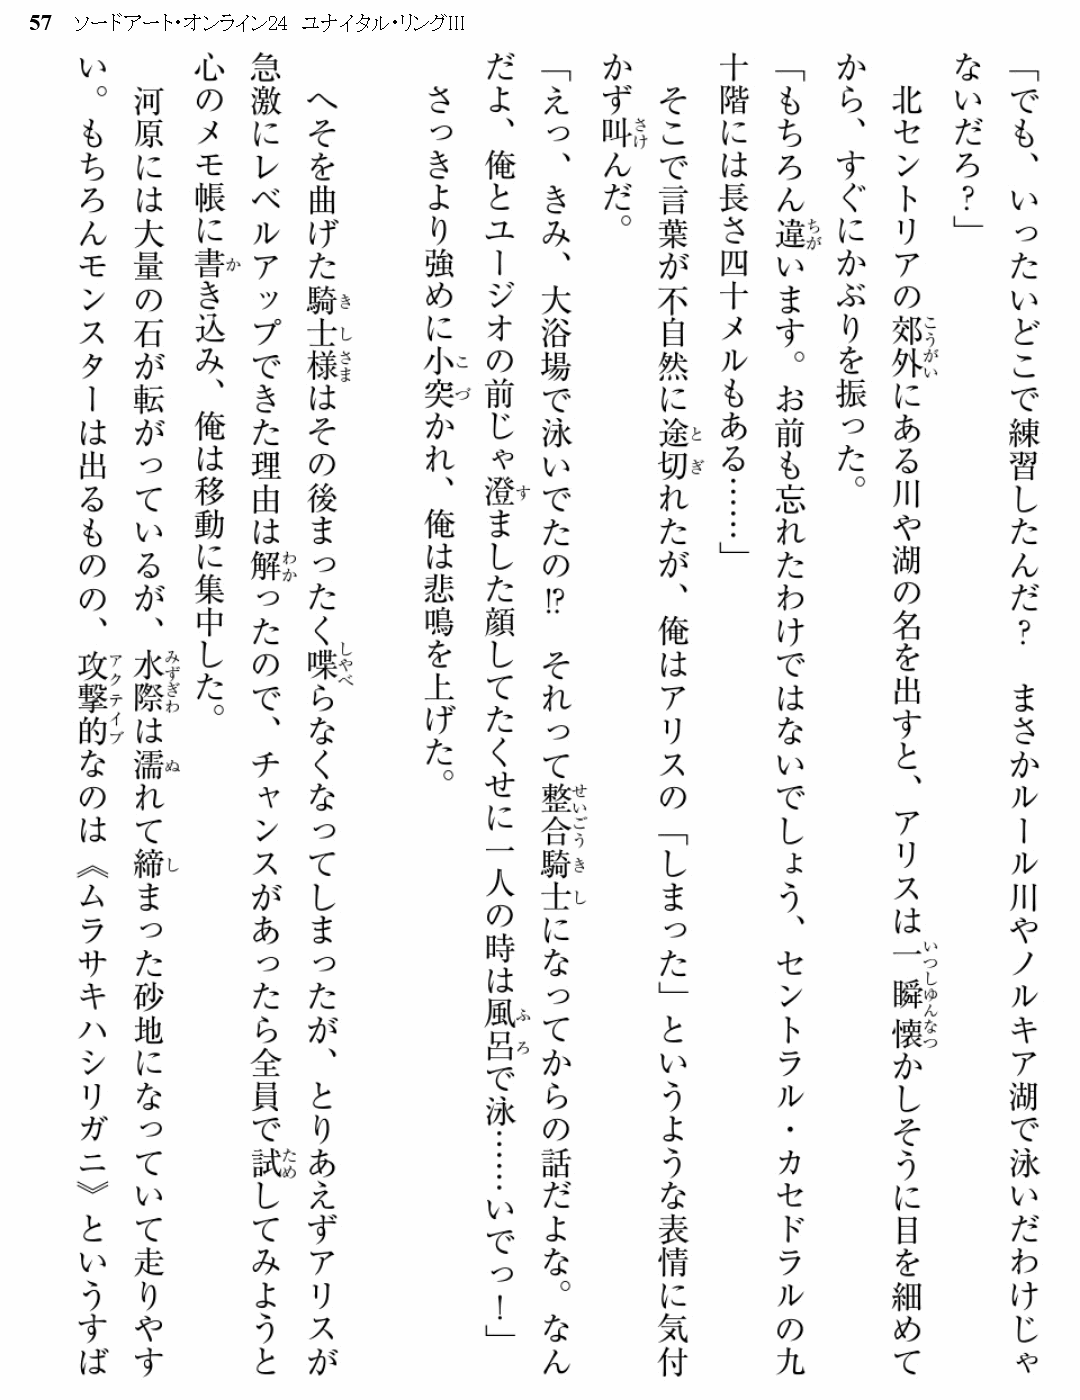 57 ソードアート・オンライン24 ユナイタル・リングIII
「でも、いったいどこで練習したんだ？　まさかルール川やノルキア湖で泳いだわけじゃ
ないだろ？」
　北セントリアの郊外にある川や湖の名を出すと、アリスは一瞬懐かしそうに目を細めて
から、すぐにかぶりを振った。
「もちろん違います。お前も忘れたわけではないでしょう、セントラル・カセドラルの九
十階には長さ四十メルもある……」
　そこで言葉が不自然に途切れたが、俺はアリスの「しまった」というような表情に気付
かず叫んだ。
「えっ、きみ、大浴場で泳いでたの⁉　それって整合騎士になってからの話だよな。なん
だよ、俺とユージオの前じゃ澄ました顔してたくせに一人の時は風呂で泳……いでっ！」
　さっきより強めに小突かれ、俺は悲鳴を上げた。
　へそを曲げた騎士様はその後まったく喋らなくなってしまったが、とりあえずアリスが
急激にレベルアップできた理由は解ったので、チャンスがあったら全員で試してみようと
心のメモ帳に書き込み、俺は移動に集中した。
　河原には大量の石が転がっているが、水際は濡れて締まった砂地になっていて走りやす
い。もちろんモンスターは出るものの、攻撃的なのは《ムラサキハシリガニ》というすば